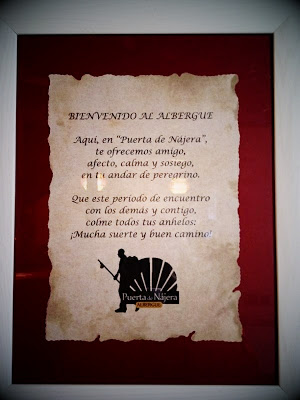 BIENVENIDO AL ALBERGUE
Aquí, en "Puerta de Nájera",
te ofrecemos amigo,
afecto, calma y sosiego,
en tu andar de peregrino.
Que este período de encuentro
con los demás y contigo,
colme todos tus anhelos:
¡Mucha suerte y buen camino!
Puerta de Nájera
ALBERGUE